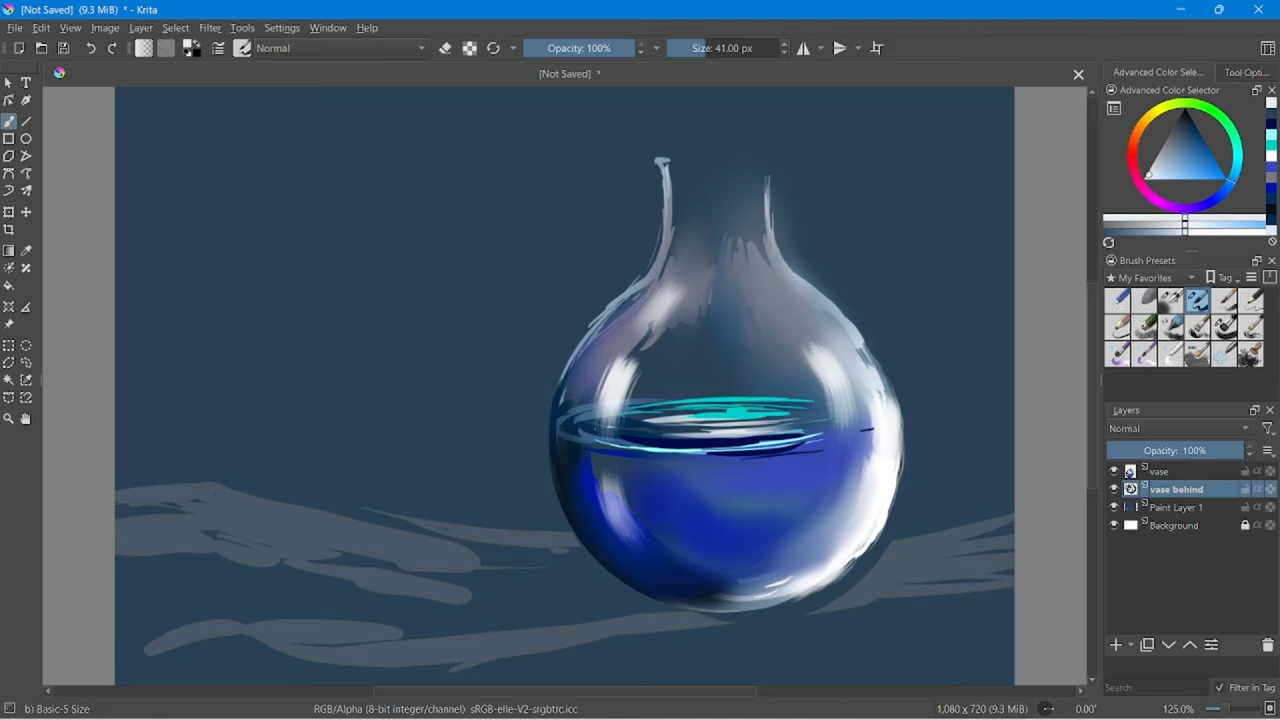 [Not Saved] (9.3 MiB) * - Krita
File Edit View Image Layer Select Filter Tools Settings Window Help
Normal Opacity: 100% Size: 41.00 px
[Not Saved] *
Advanced Color Sele... Tool Opti...
Advanced Color Selector
Brush Presets
My Favorites Tag
Layers
Normal
Opacity: 100%
vase
vase behind
Paint Layer 1
Background
Search Filter in Tag
b) Basic-5 Size RGB/Alpha (8-bit integer/channel) sRGB-elle-V2-srgbtrc.icc 1,080 x 720 (9.3 MiB) 0.00° 125.0%